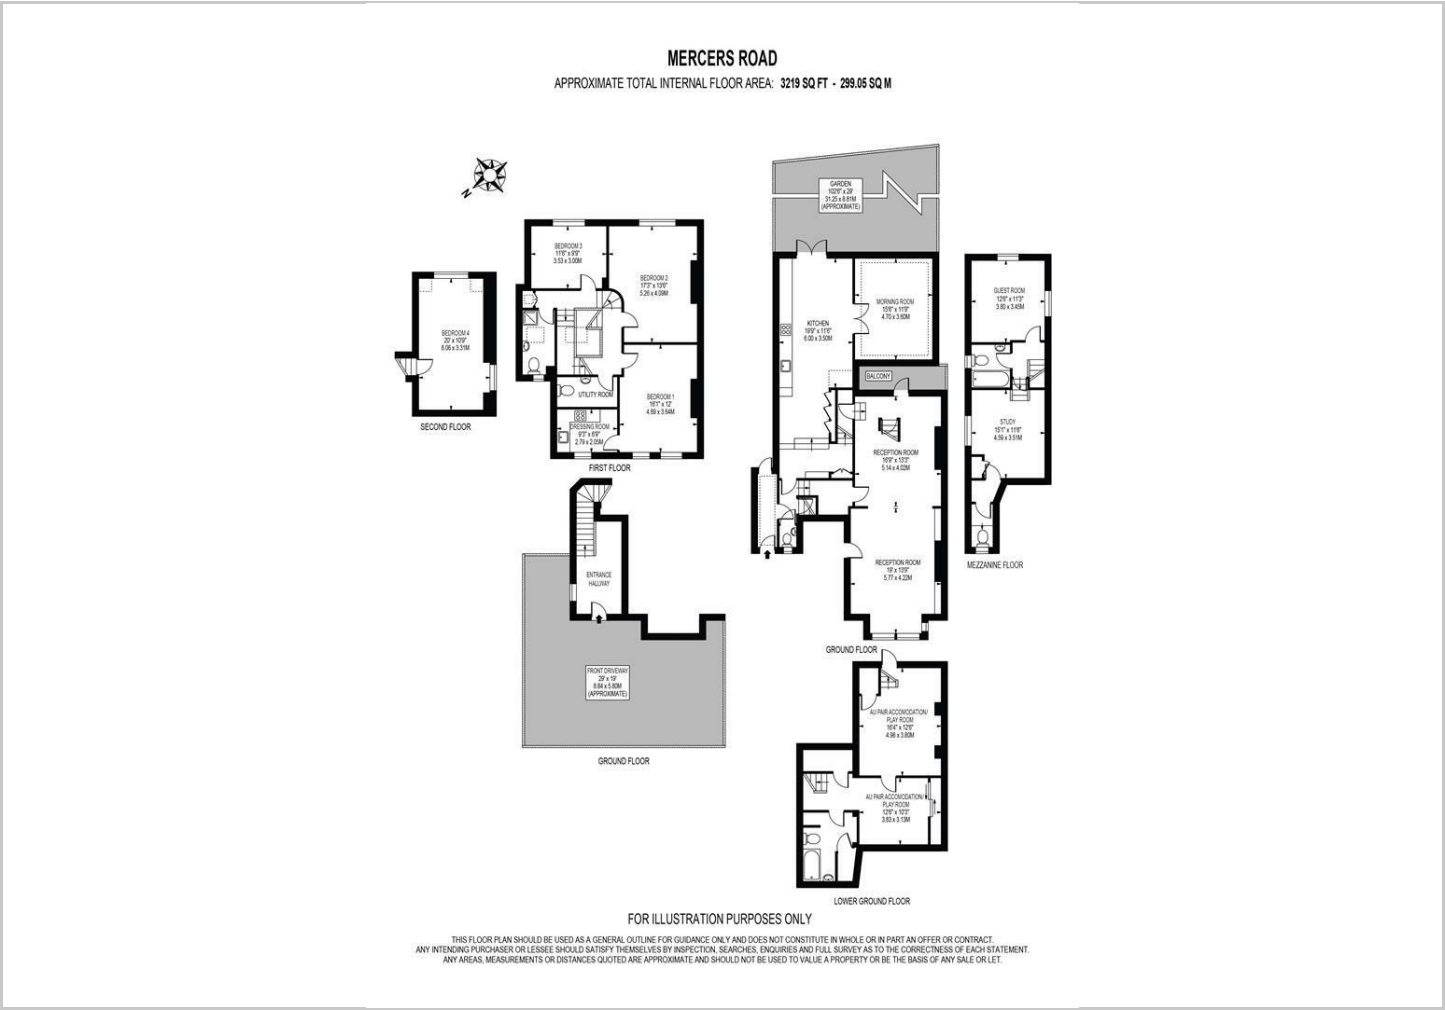 MERCERS ROAD
APPROXIMATE TOTAL INTERNAL FLOOR AREA: 3219 SQ FT - 299.05 SQ M
N
GARDEN
102'6" x 29'
31.25 x 8.81M
(APPROXIMATE)
BEDROOM 3
11'6" x 9'9"
3.53 x 3.00M
BEDROOM 2
17'3" x 13'6"
5.26 x 4.09M
BEDROOM 4
20' x 10'9"
6.06 x 3.31M
SECOND FLOOR
UTILITY ROOM
BEDROOM 1
16'1" x 12'
4.89 x 3.64M
DRESSING ROOM
9'3" x 6'9"
2.79 x 2.05M
FIRST FLOOR
KITCHEN
19'9" x 11'6"
6.00 x 3.50M
MORNING ROOM
15'6" x 11'9"
4.70 x 3.60M
BALCONY
RECEPTION ROOM
16'9" x 13'3"
5.14 x 4.02M
RECEPTION ROOM
19' x 13'9"
5.77 x 4.22M
GROUND FLOOR
GUEST ROOM
12'6" x 11'3"
3.80 x 3.45M
STUDY
15'1" x 11'6"
4.59 x 3.51M
MEZZANINE FLOOR
ENTRANCE
HALLWAY
FRONT DRIVEWAY
29' x 19'
8.84 x 5.80M
(APPROXIMATE)
GROUND FLOOR
AU PAIR ACCOMODATION/
PLAY ROOM
16'4" x 12'6"
4.98 x 3.80M
AU PAIR ACCOMODATION/
PLAY ROOM
12'6" x 10'3"
3.83 x 3.13M
LOWER GROUND FLOOR
FOR ILLUSTRATION PURPOSES ONLY
THIS FLOOR PLAN SHOULD BE USED AS A GENERAL OUTLINE FOR GUIDANCE ONLY AND DOES NOT CONSTITUTE IN WHOLE OR IN PART AN OFFER OR CONTRACT.
ANY INTENDING PURCHASER OR LESSEE SHOULD SATISFY THEMSELVES BY INSPECTION, SEARCHES, ENQUIRIES AND FULL SURVEY AS TO THE CORRECTNESS OF EACH STATEMENT.
ANY AREAS, MEASUREMENTS OR DISTANCES QUOTED ARE APPROXIMATE AND SHOULD NOT BE USED TO VALUE A PROPERTY OR BE THE BASIS OF ANY SALE OR LET.